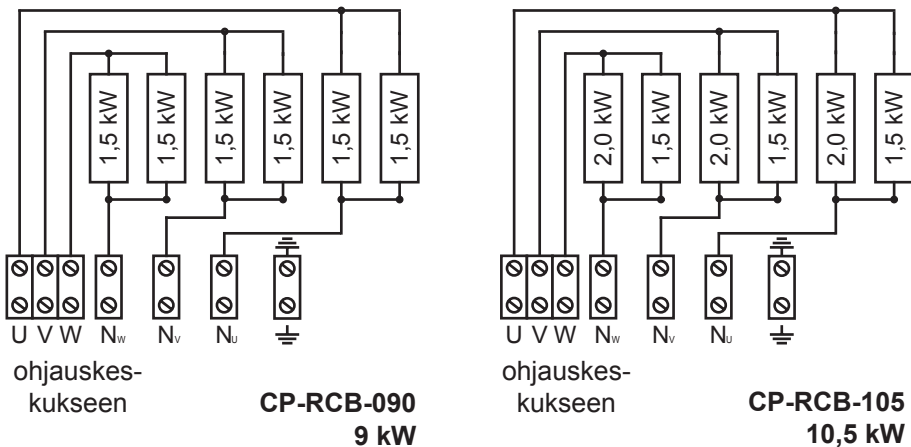 1,5 kW
1,5 kW
1,5 kW
1,5 kW
1,5 kW
1,5 kW
U V W Nw Nv Nu
ohjauskes-
kukseen
CP-RCB-090
9 kW
2,0 kW
1,5 kW
2,0 kW
1,5 kW
2,0 kW
1,5 kW
U V W Nw Nv Nu
ohjauskes-
kukseen
CP-RCB-105
10,5 kW